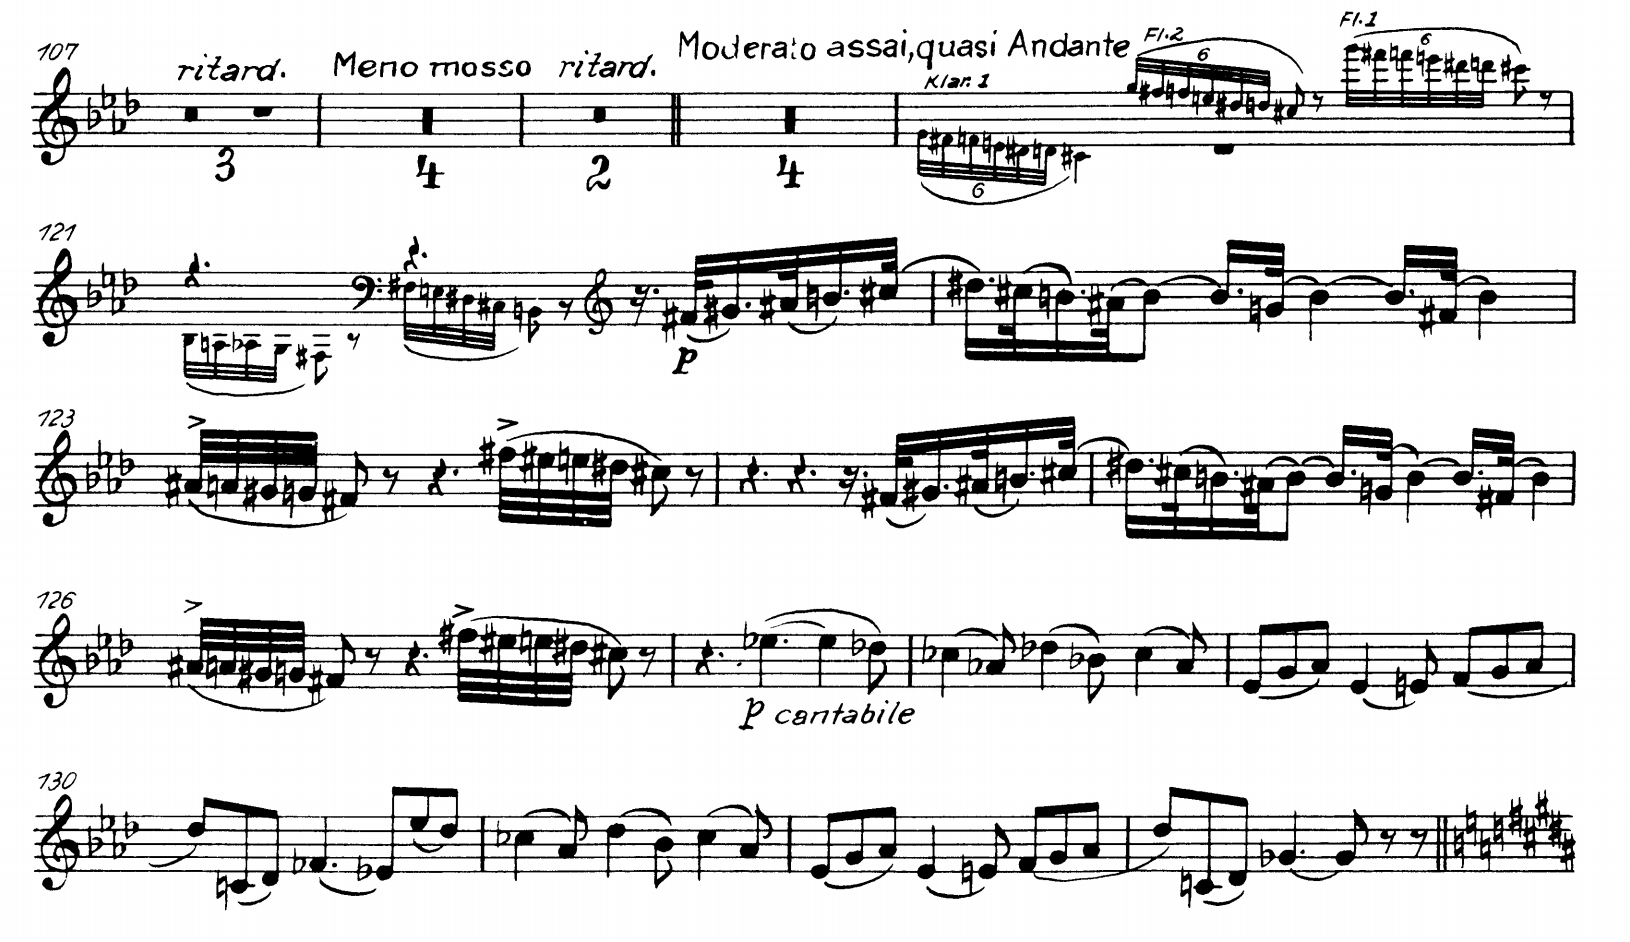 107 ritard. Meno mosso ritard. Moderato assai, quasi Andante Klar. 1 Fl. 2 6 Fl. 1 6
3 4 2 4 6
121
p
123
126
p cantabile
130